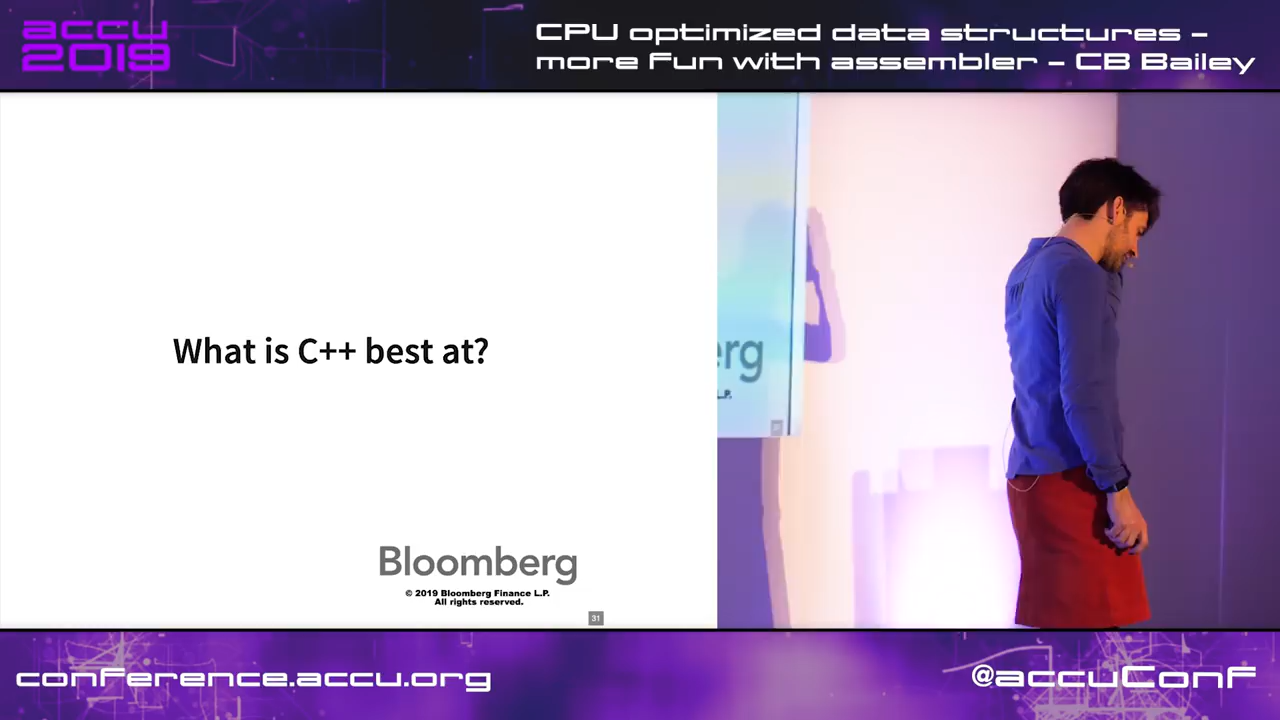 accu
2019
CPU optimized data structures –
more Fun with assembler – CB Bailey
What is C++ best at?
Bloomberg
© 2019 Bloomberg Finance L.P.
All rights reserved.
31
erg
L.P.
conference.accu.org
@accuConf